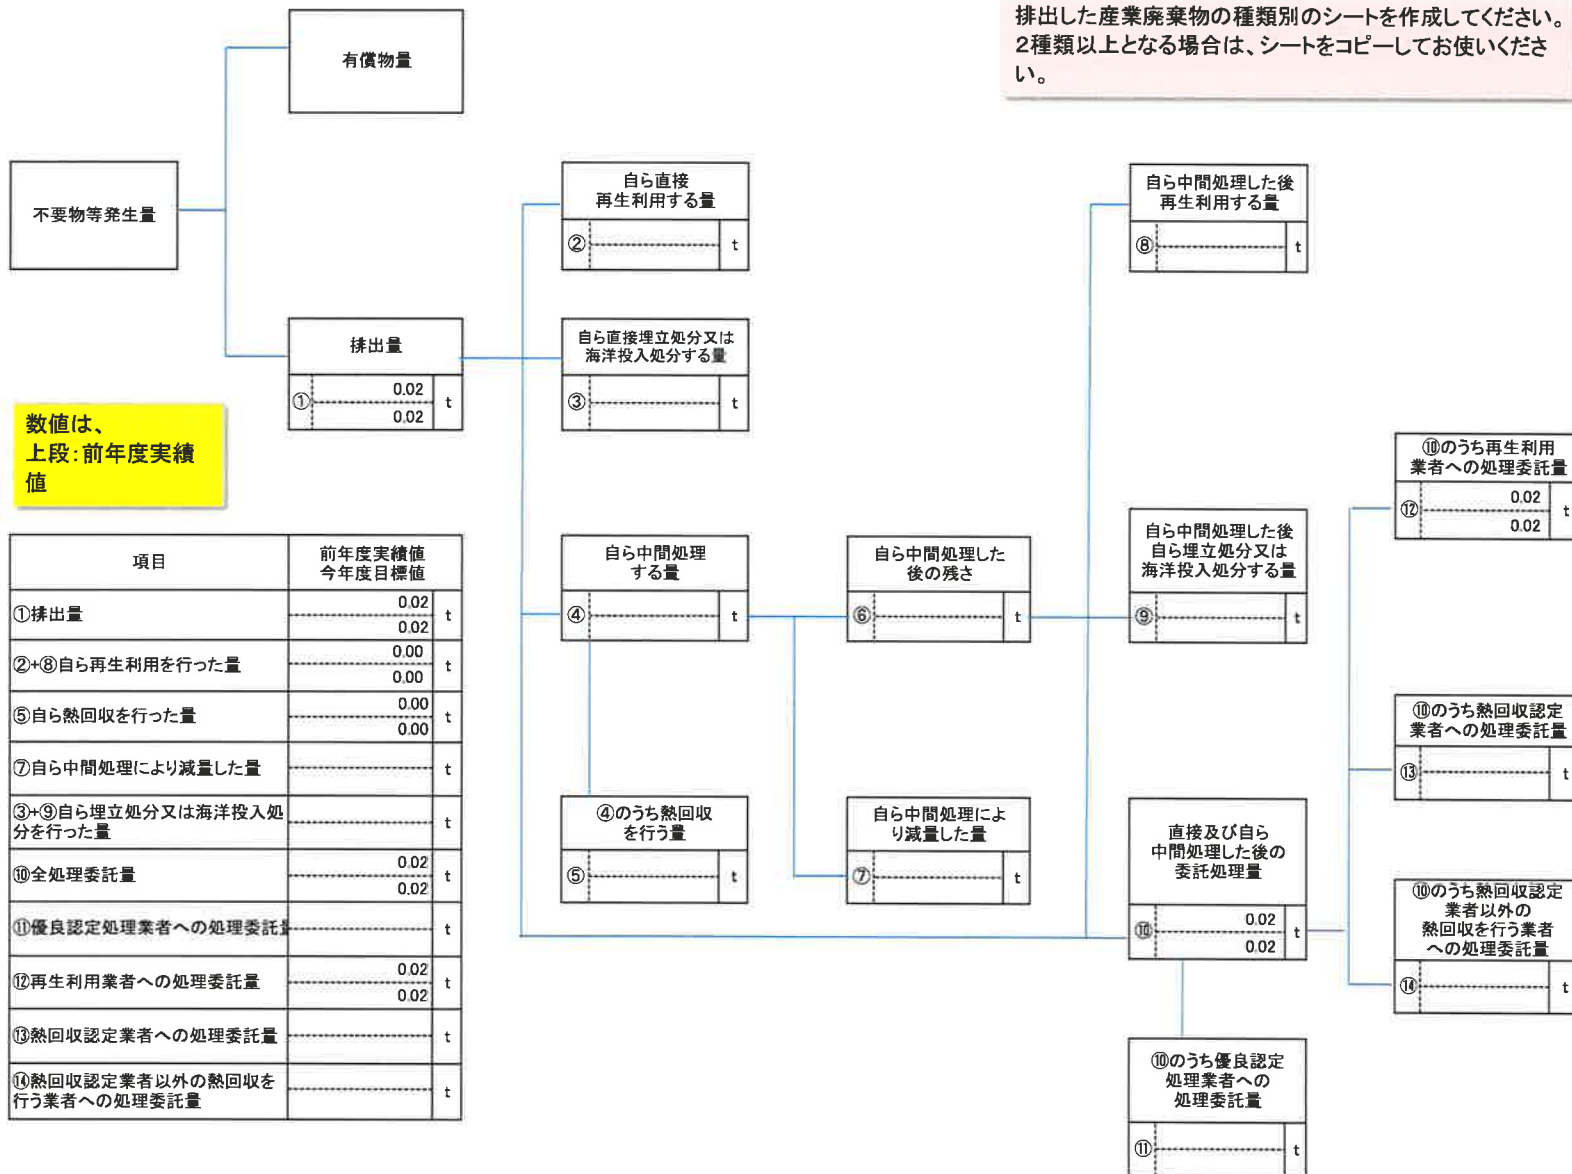 排出した産業廃棄物の種類別のシートを作成してください。
2種類以上となる場合は、シートをコピーしてお使いくださ
い。
有償物量
不要物等発生量
排出量
① 0.02 t
0.02
自ら直接
再生利用する量
② t
自ら直接埋立処分又は
海洋投入処分する量
③ t
自ら中間処理した後
再生利用する量
⑧ t
数値は、
上段:前年度実績
値
自ら中間処理
する量
④ t
自ら中間処理した
後の残さ
⑥ t
自ら中間処理した後
自ら埋立処分又は
海洋投入処分する量
⑨ t
⑩のうち再生利用
業者への処理委託量
⑫ 0.02 t
0.02
④のうち熱回収
を行う量
⑤ t
自ら中間処理によ
り減量した量
⑦ t
直接及び自ら
中間処理した後の
委託処理量
⑩ 0.02 t
0.02
⑩のうち熱回収認定
業者への処理委託量
⑬ t
⑩のうち熱回収認定
業者以外の
熱回収を行う業者
への処理委託量
⑭ t
⑩のうち優良認定
処理業者への
処理委託量
⑪ t
項目 前年度実績値
今年度目標値
①排出量 0.02 t
0.02
②+⑧自ら再生利用を行った量 0.00 t
0.00
⑤自ら熱回収を行った量 0.00 t
0.00
⑦自ら中間処理により減量した量 t
③+⑨自ら埋立処分又は海洋投入処
分を行った量 t
⑩全処理委託量 0.02 t
0.02
⑪優良認定処理業者への処理委託量 t
⑫再生利用業者への処理委託量 0.02 t
0.02
⑬熱回収認定業者への処理委託量 t
⑭熱回収認定業者以外の熱回収を
行う業者への処理委託量 t